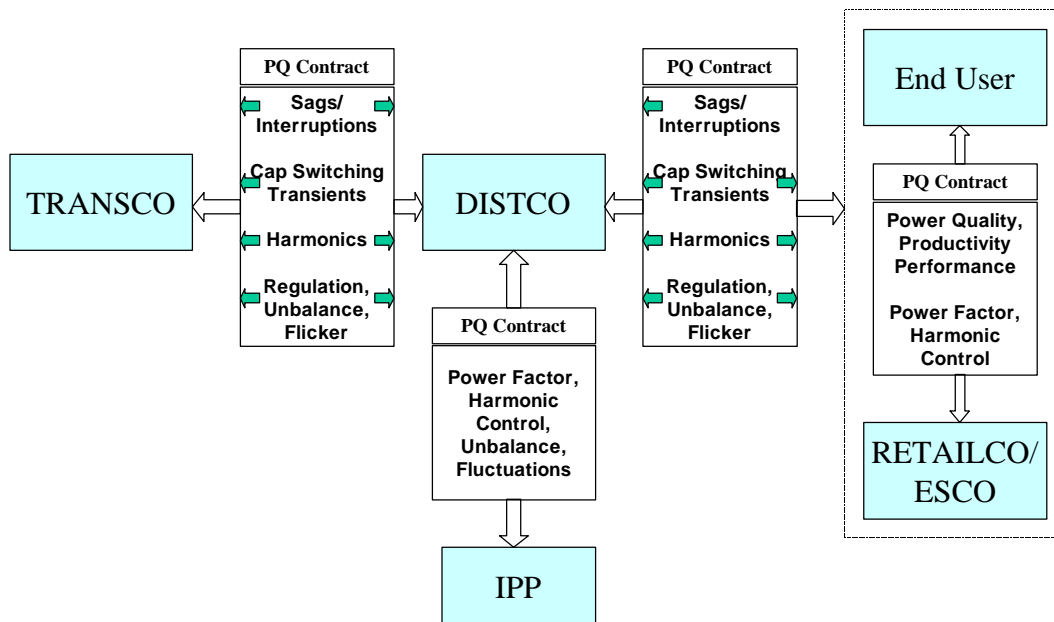 TRANSCO
PQ Contract
Sags/
Interruptions
Cap Switching
Transients
Harmonics
Regulation,
Unbalance,
Flicker
DISTCO
PQ Contract
Power Factor,
Harmonic
Control,
Unbalance,
Fluctuations
IPP
PQ Contract
Sags/
Interruptions
Cap Switching
Transients
Harmonics
Regulation,
Unbalance,
Flicker
End User
PQ Contract
Power Quality,
Productivity
Performance
Power Factor,
Harmonic
Control
RETAILCO/
ESCO